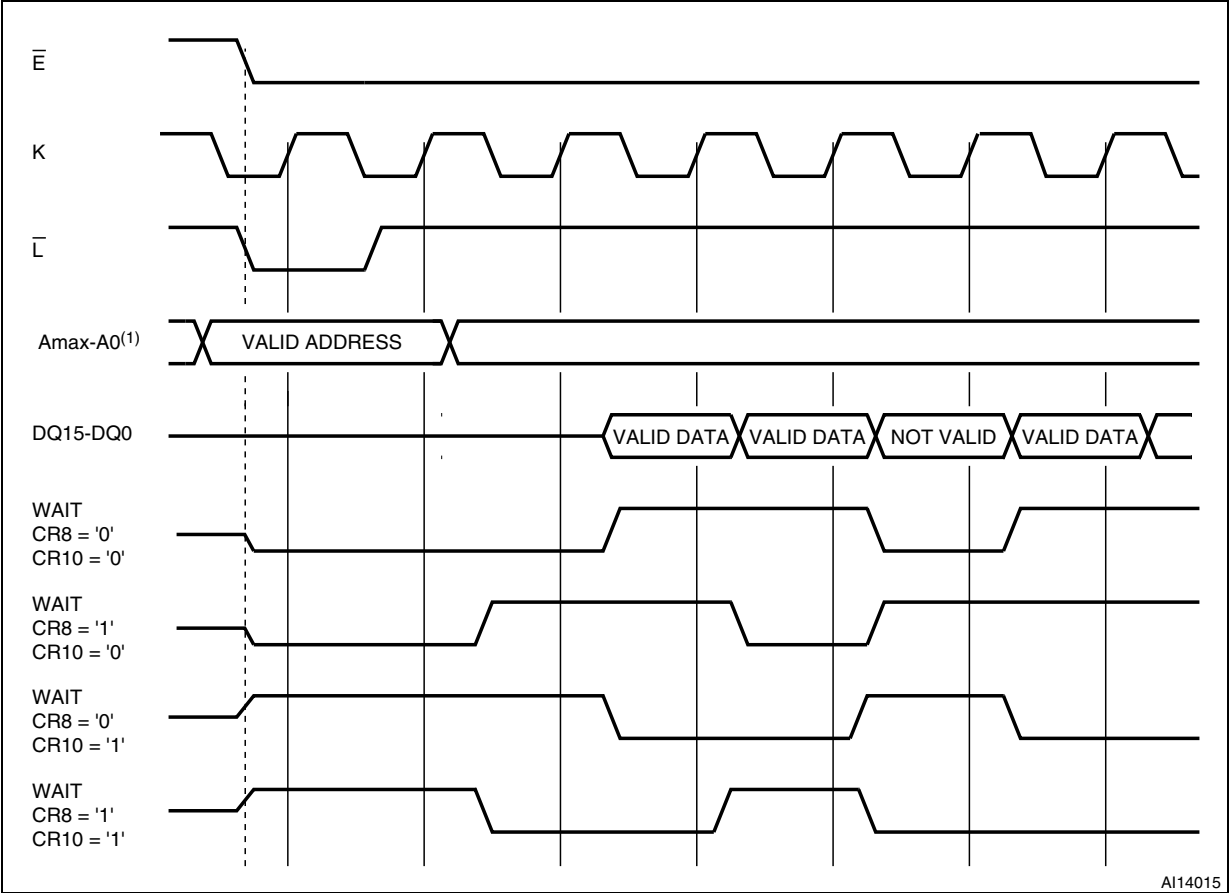 E
K
L
Amax-A0(1)
VALID ADDRESS
DQ15-DQ0
VALID DATA VALID DATA NOT VALID VALID DATA
WAIT
CR8 = '0'
CR10 = '0'
WAIT
CR8 = '1'
CR10 = '0'
WAIT
CR8 = '0'
CR10 = '1'
WAIT
CR8 = '1'
CR10 = '1'
AI14015